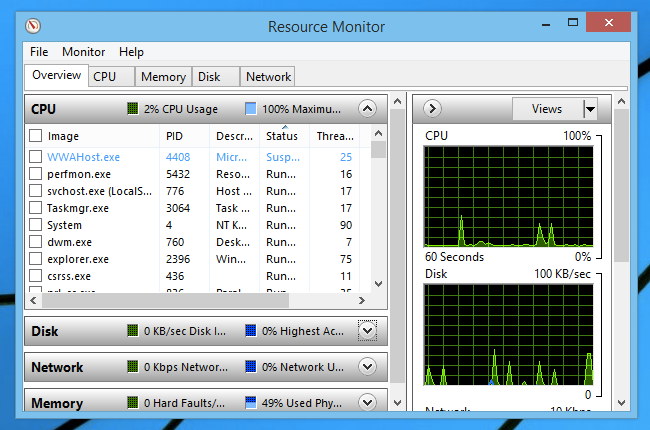 Resource Monitor
File Monitor Help
Overview CPU Memory Disk Network
CPU 2% CPU Usage 100% Maximu...
Image PID Descr... Status Threa...
WWAHost.exe 4408 Micr... Susp... 25
perfmon.exe 5432 Reso... Run... 16
svchost.exe (LocalS... 776 Host ... Run... 17
Taskmgr.exe 3064 Task ... Run... 17
System 4 NT K... Run... 90
dwm.exe 760 Desk... Run... 7
explorer.exe 2396 Win... Run... 75
csrss.exe 436 Run... 11
Disk 0 KB/sec Disk I... 0% Highest Ac...
Network 0 Kbps Networ... 0% Network U...
Memory 0 Hard Faults/... 49% Used Phy...
Views
CPU 100%
60 Seconds 0%
Disk 100 KB/sec
0
Network 10 Kbps